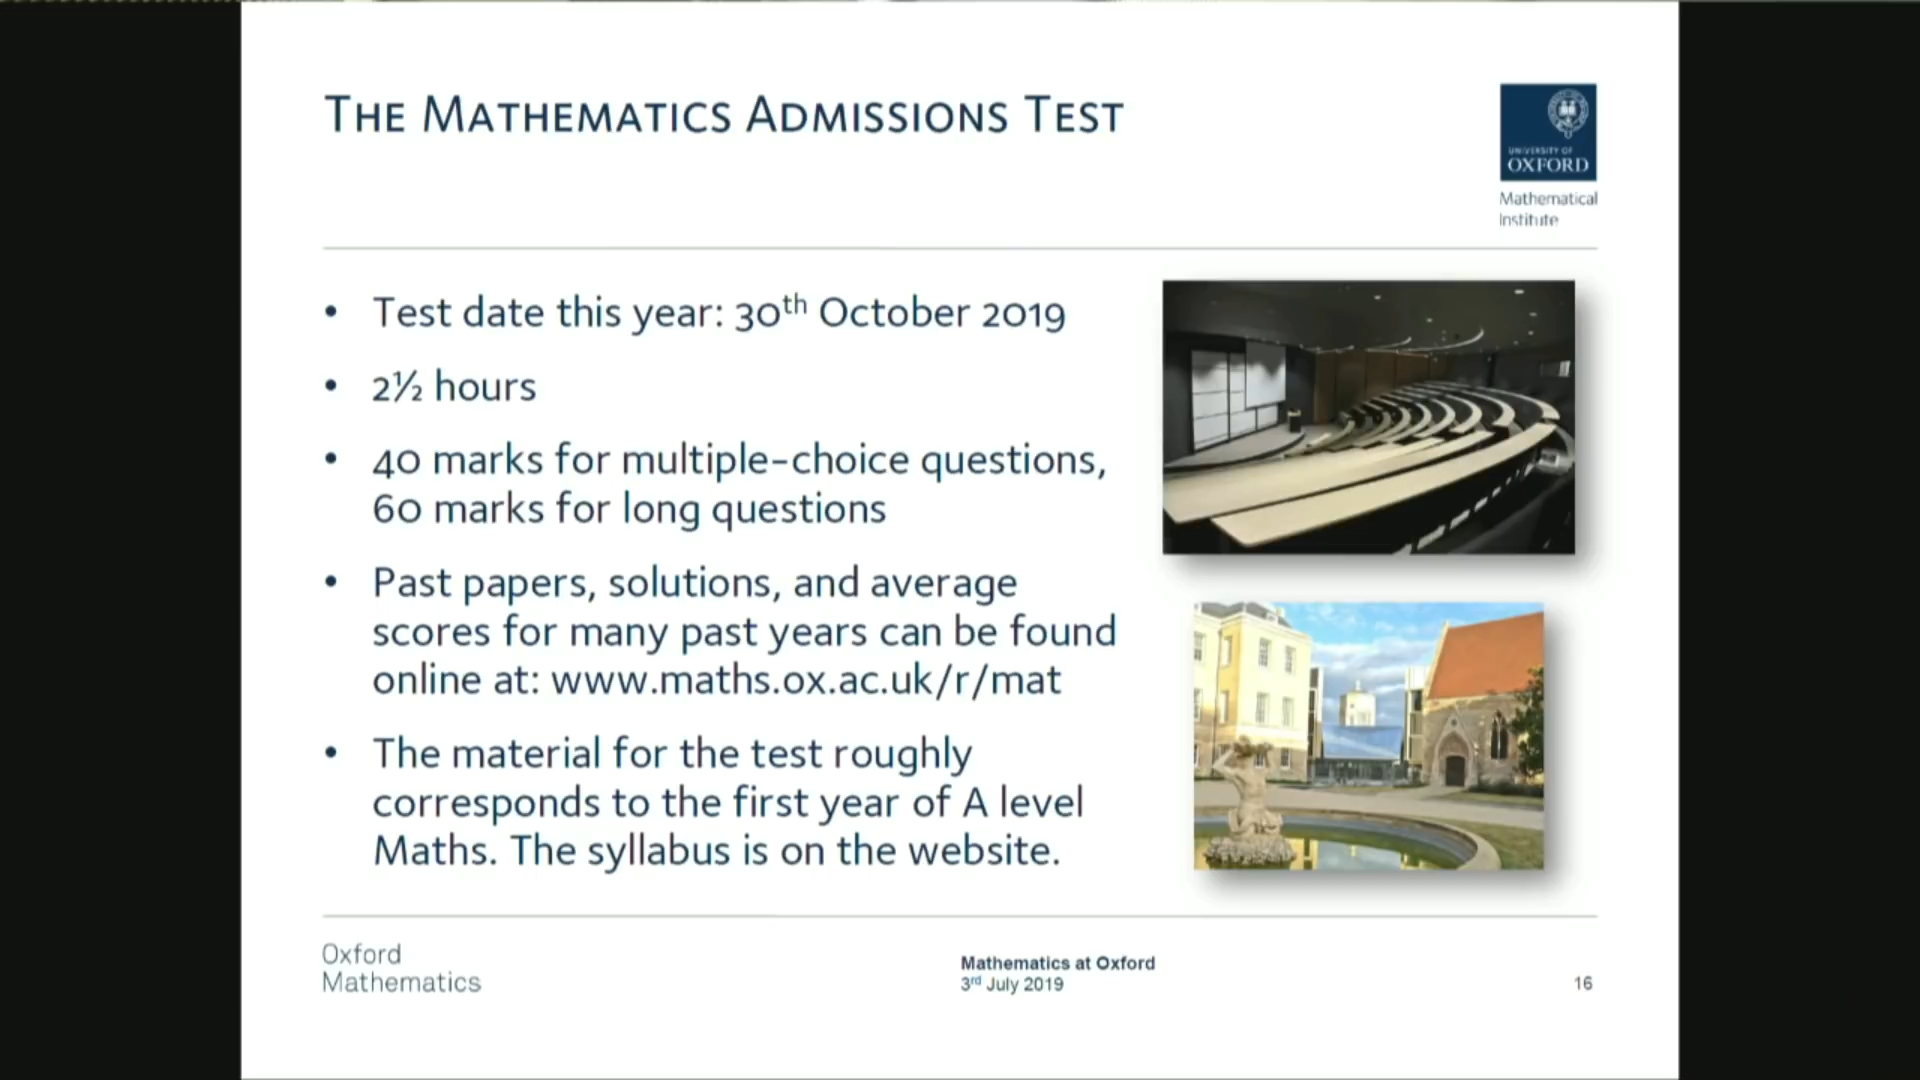 THE MATHEMATICS ADMISSIONS TEST
UNIVERSITY OF
OXFORD
Mathematical
Institute
• Test date this year: 30th October 2019
• 2½ hours
• 40 marks for multiple-choice questions,
60 marks for long questions
• Past papers, solutions, and average
scores for many past years can be found
online at: www.maths.ox.ac.uk/r/mat
• The material for the test roughly
corresponds to the first year of A level
Maths. The syllabus is on the website.
Oxford
Mathematics
Mathematics at Oxford
3rd July 2019
16